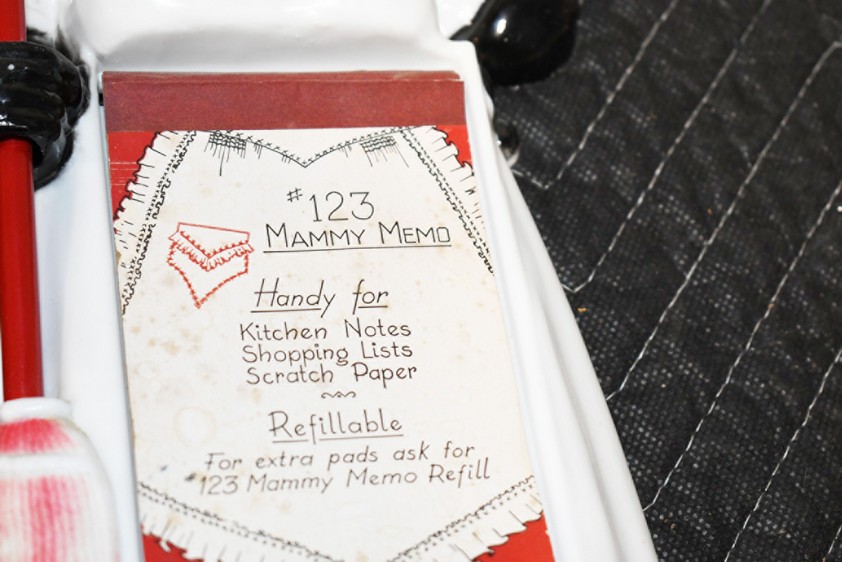 #123
Mammy Memo
Handy for
Kitchen Notes
Shopping Lists
Scratch Paper
Refillable
For extra pads ask for
123 Mammy Memo Refill